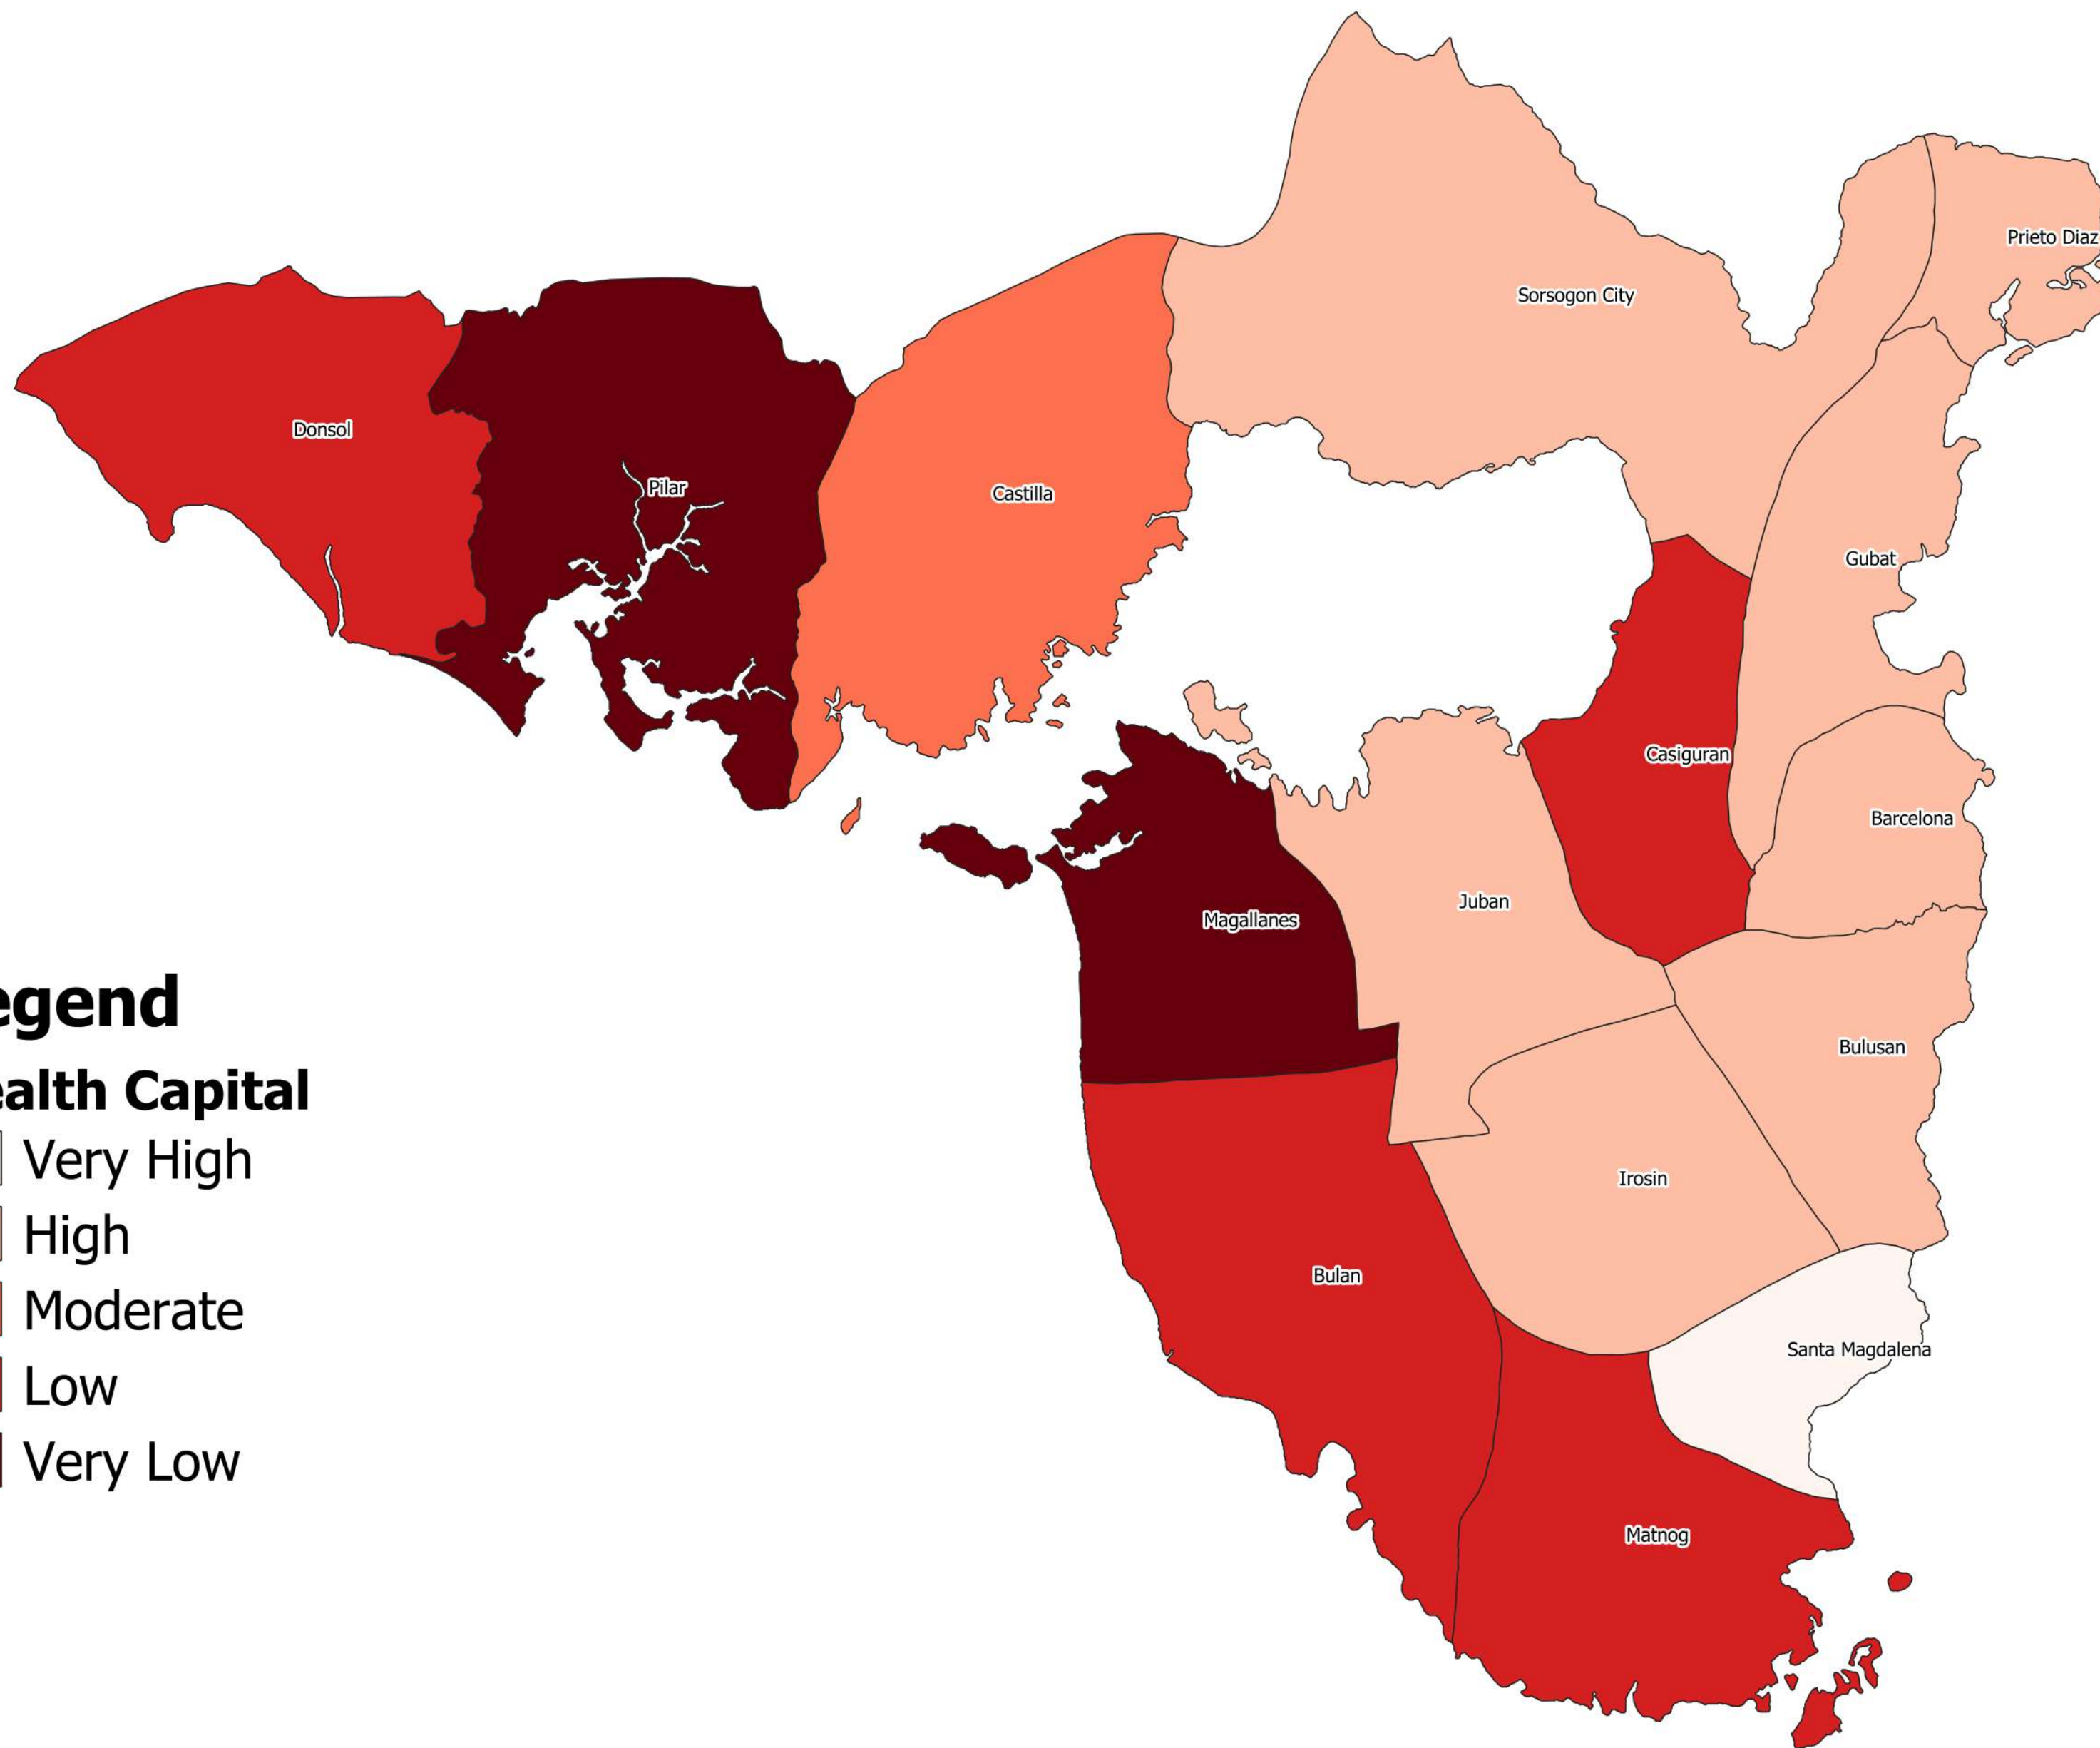 Prieto Diaz
Sorsogon City
Donsol
Pilar
Castilla
Gubat
Casiguran
Barcelona
Juban
Magallanes
egend
Bulusan
alth Capital
Very High
Irosin
High
Bulan
Moderate
Santa Magdalena
Low
Very Low
Matnog